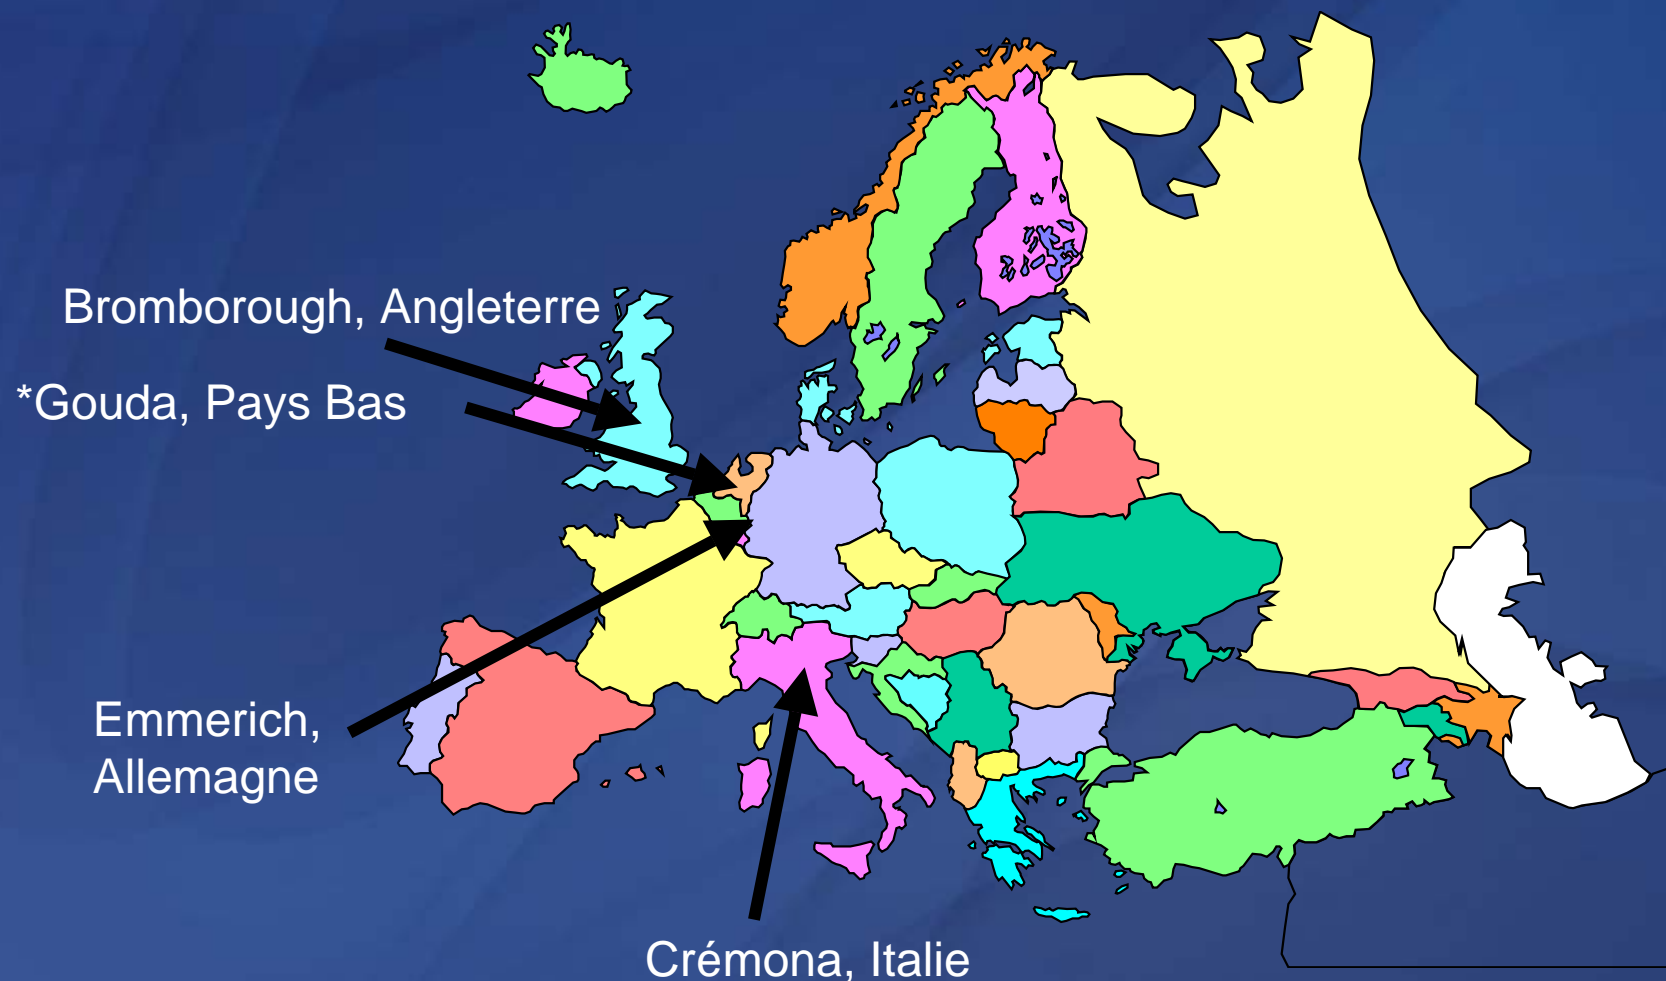 Bromborough, Angleterre
*Gouda, Pays Bas
Emmerich,
Allemagne
Crémona, Italie